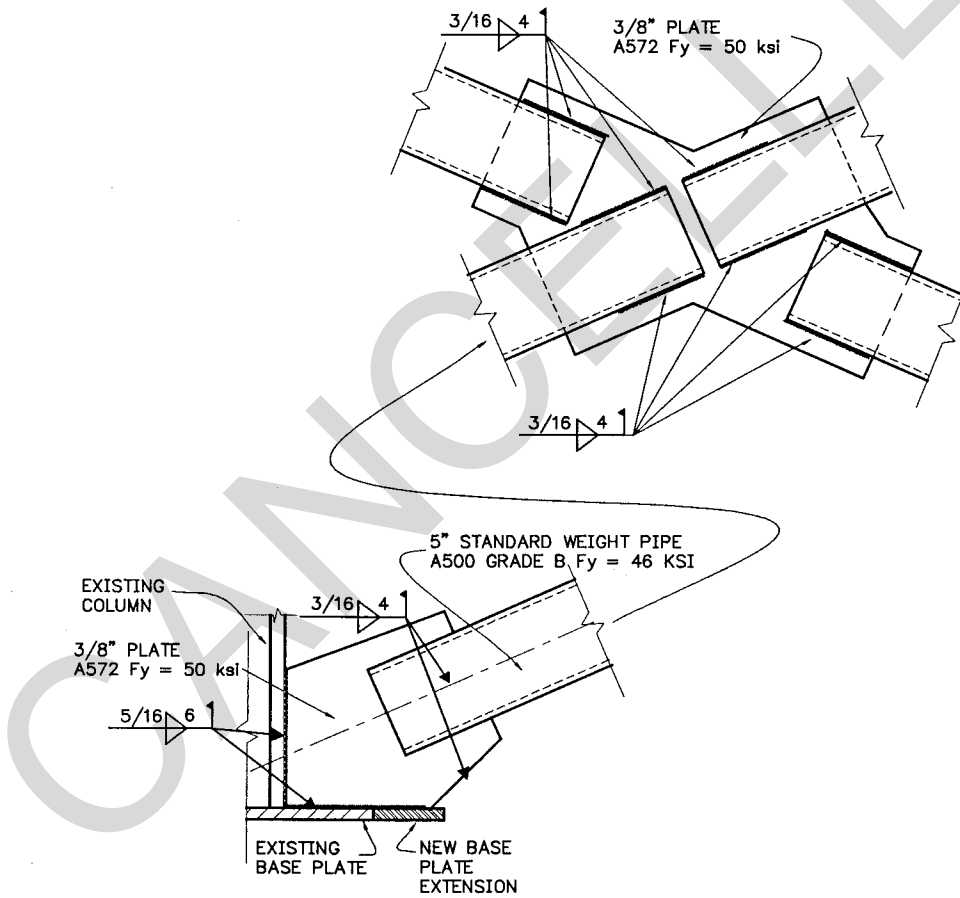 3/16 4
3/8" PLATE
A572 Fy = 50 ksi
3/16 4
5" STANDARD WEIGHT PIPE
A500 GRADE B Fy = 46 KSI
EXISTING
COLUMN
3/16 4
3/8" PLATE
A572 Fy = 50 ksi
5/16 6
EXISTING
BASE PLATE
NEW BASE
PLATE
EXTENSION
CANCELLE